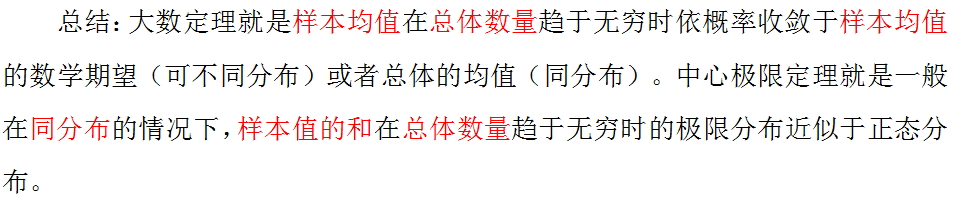 总结：大数定理就是样本均值在总体数量趋于无穷时依概率收敛于样本均值
的数学期望（可不同分布）或者总体的均值（同分布）。中心极限定理就是一般
在同分布的情况下，样本值的和在总体数量趋于无穷时的极限分布近似于正态分
布。